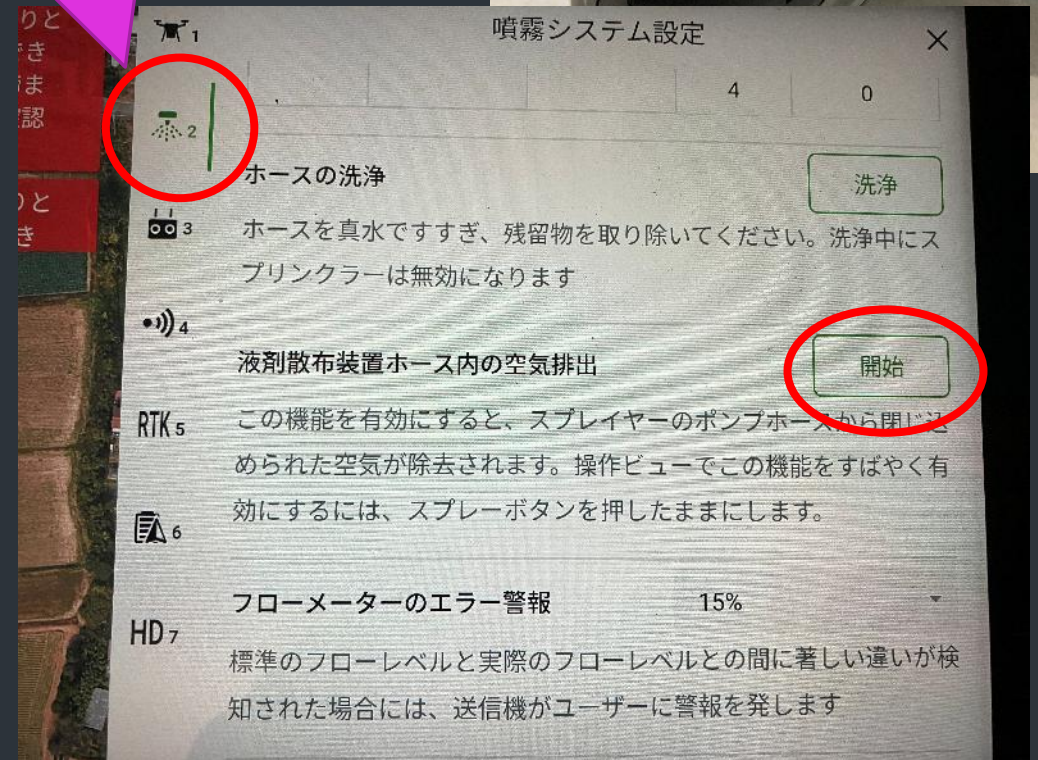 りと
でき
ま
認
りと
き
1
2
3
4
RTK 5
6
HD 7
噴霧システム設定
×
4 0
ホースの洗浄
洗浄
ホースを真水ですすぎ、残留物を取り除いてください。洗浄中にス
プリンクラーは無効になります
液剤散布装置ホース内の空気排出
開始
この機能を有効にすると、スプレイヤーのポンプホースから閉じ込
められた空気が除去されます。操作ビューでこの機能をすばやく有
効にするには、スプレーボタンを押したままにします。
フローメーターのエラー警報 15%
標準のフローレベルと実際のフローレベルとの間に著しい違いが検
知された場合には、送信機がユーザーに警報を発します